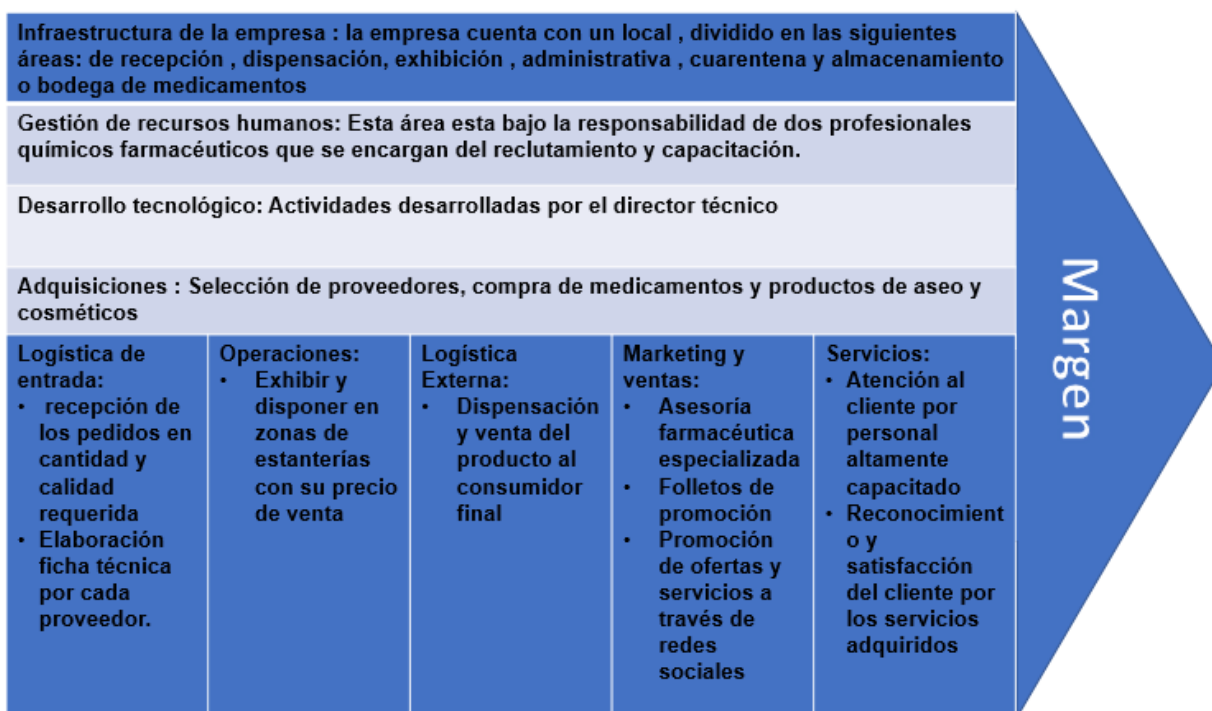 Infraestructura de la empresa : la empresa cuenta con un local , dividido en las siguientes
áreas: de recepción , dispensación, exhibición , administrativa , cuarentena y almacenamiento
o bodega de medicamentos
Gestión de recursos humanos: Esta área esta bajo la responsabilidad de dos profesionales
químicos farmacéuticos que se encargan del reclutamiento y capacitación.
Desarrollo tecnológico: Actividades desarrolladas por el director técnico
Adquisiciones : Selección de proveedores, compra de medicamentos y productos de aseo y
cosméticos
Logística de
entrada:
• recepción de
los pedidos en
cantidad y
calidad
requerida
• Elaboración
ficha técnica
por cada
proveedor.
Operaciones:
• Exhibir y
disponer en
zonas de
estanterías
con su precio
de venta
Logística
Externa:
• Dispensación
y venta del
producto al
consumidor
final
Marketing y
ventas:
• Asesoría
farmacéutica
especializada
• Folletos de
promoción
• Promoción
de ofertas y
servicios a
través de
redes
sociales
Servicios:
• Atención al
cliente por
personal
altamente
capacitado
• Reconocimient
o y
satisfacción
del cliente por
los servicios
adquiridos
Margen